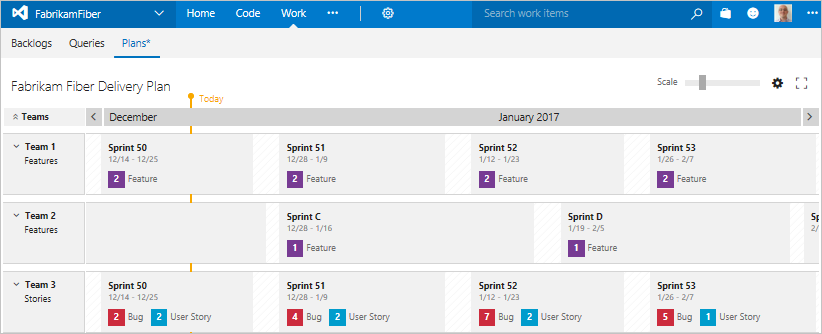 FabrikamFiber Home Code Work ••• Search work items •••
Backlogs Queries Plans*
Fabrikam Fiber Delivery Plan Scale
Today
Teams December January 2017
Team 1 Sprint 50 Sprint 51 Sprint 52 Sprint 53
Features 12/14 - 12/25 12/28 - 1/9 1/12 - 1/23 1/26 - 2/7
2 Feature 2 Feature 2 Feature 2 Feature
Team 2 Sprint C Sprint D Sp
Features 12/28 - 1/16 1/19 - 2/5 2/
1 Feature 1 Feature
Team 3 Sprint 50 Sprint 51 Sprint 52 Sprint 53
Stories 12/14 - 12/25 12/28 - 1/9 1/12 - 1/23 1/26 - 2/7
2 Bug 2 User Story 4 Bug 2 User Story 7 Bug 2 User Story 5 Bug 1 User Story